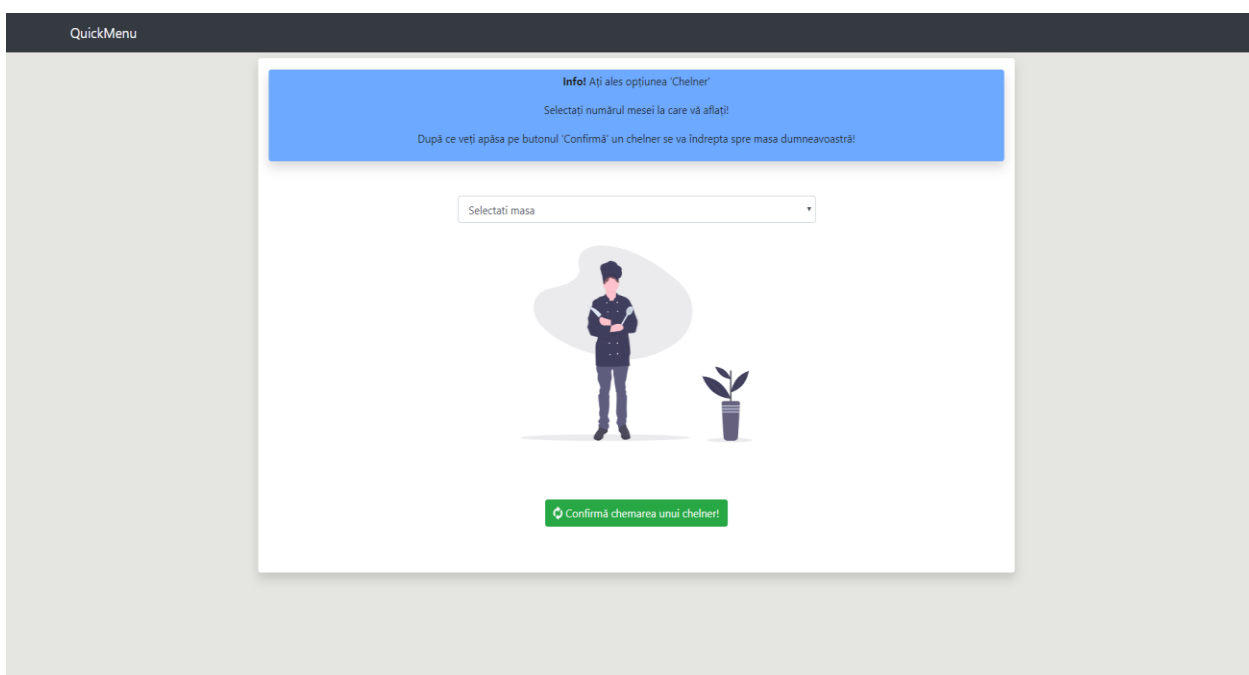 QuickMenu
Info! Ați ales opțiunea 'Chelner'
Selectați numărul mesei la care vă aflați!
După ce veți apăsa pe butonul 'Confirmă' un chelner se va îndrepta spre masa dumneavoastră!
Selectati masa
Confirmă chemarea unui chelner!